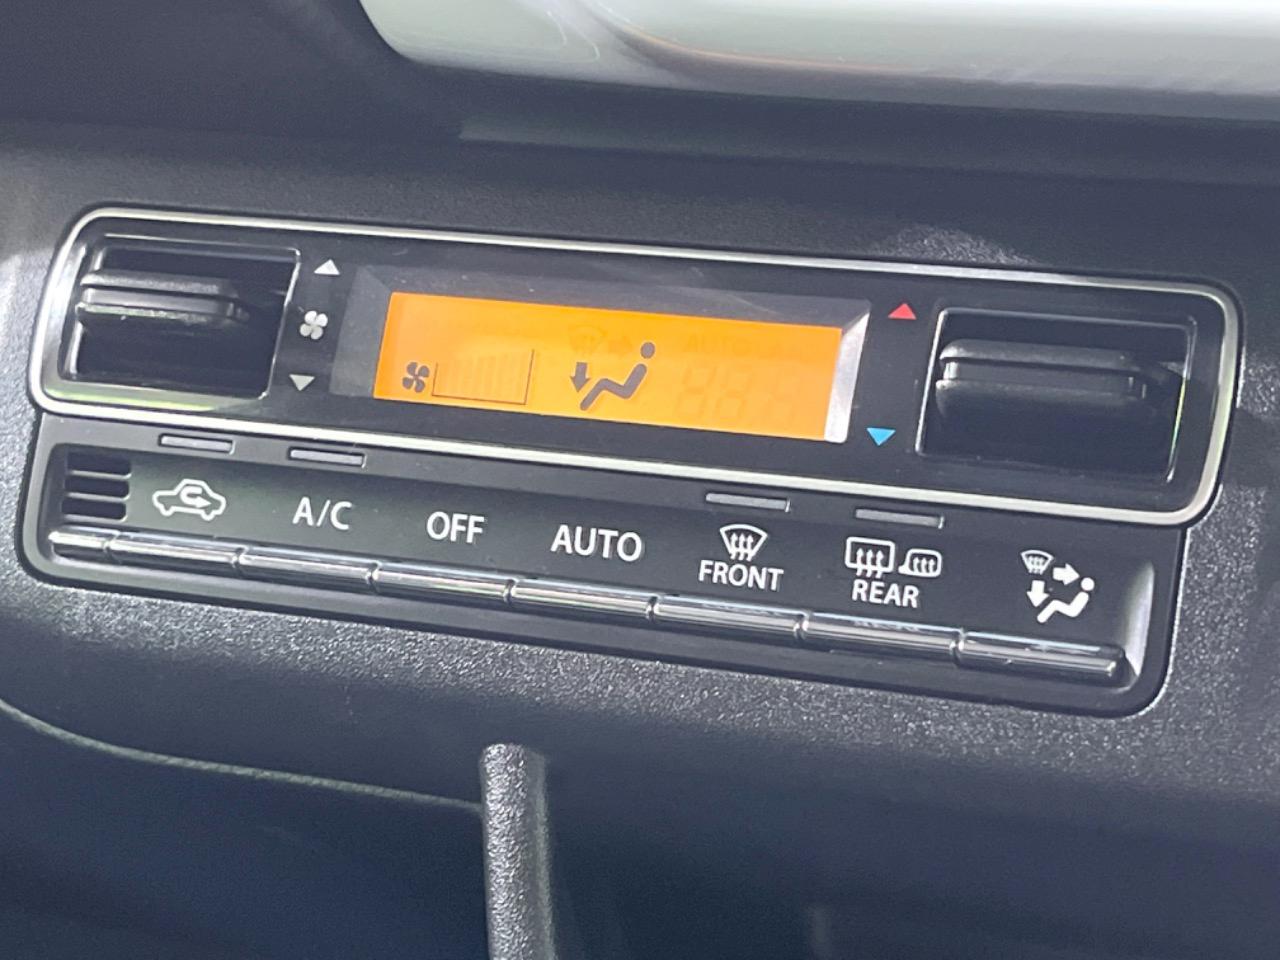 A/C
OFF
AUTO
FRONT
REAR